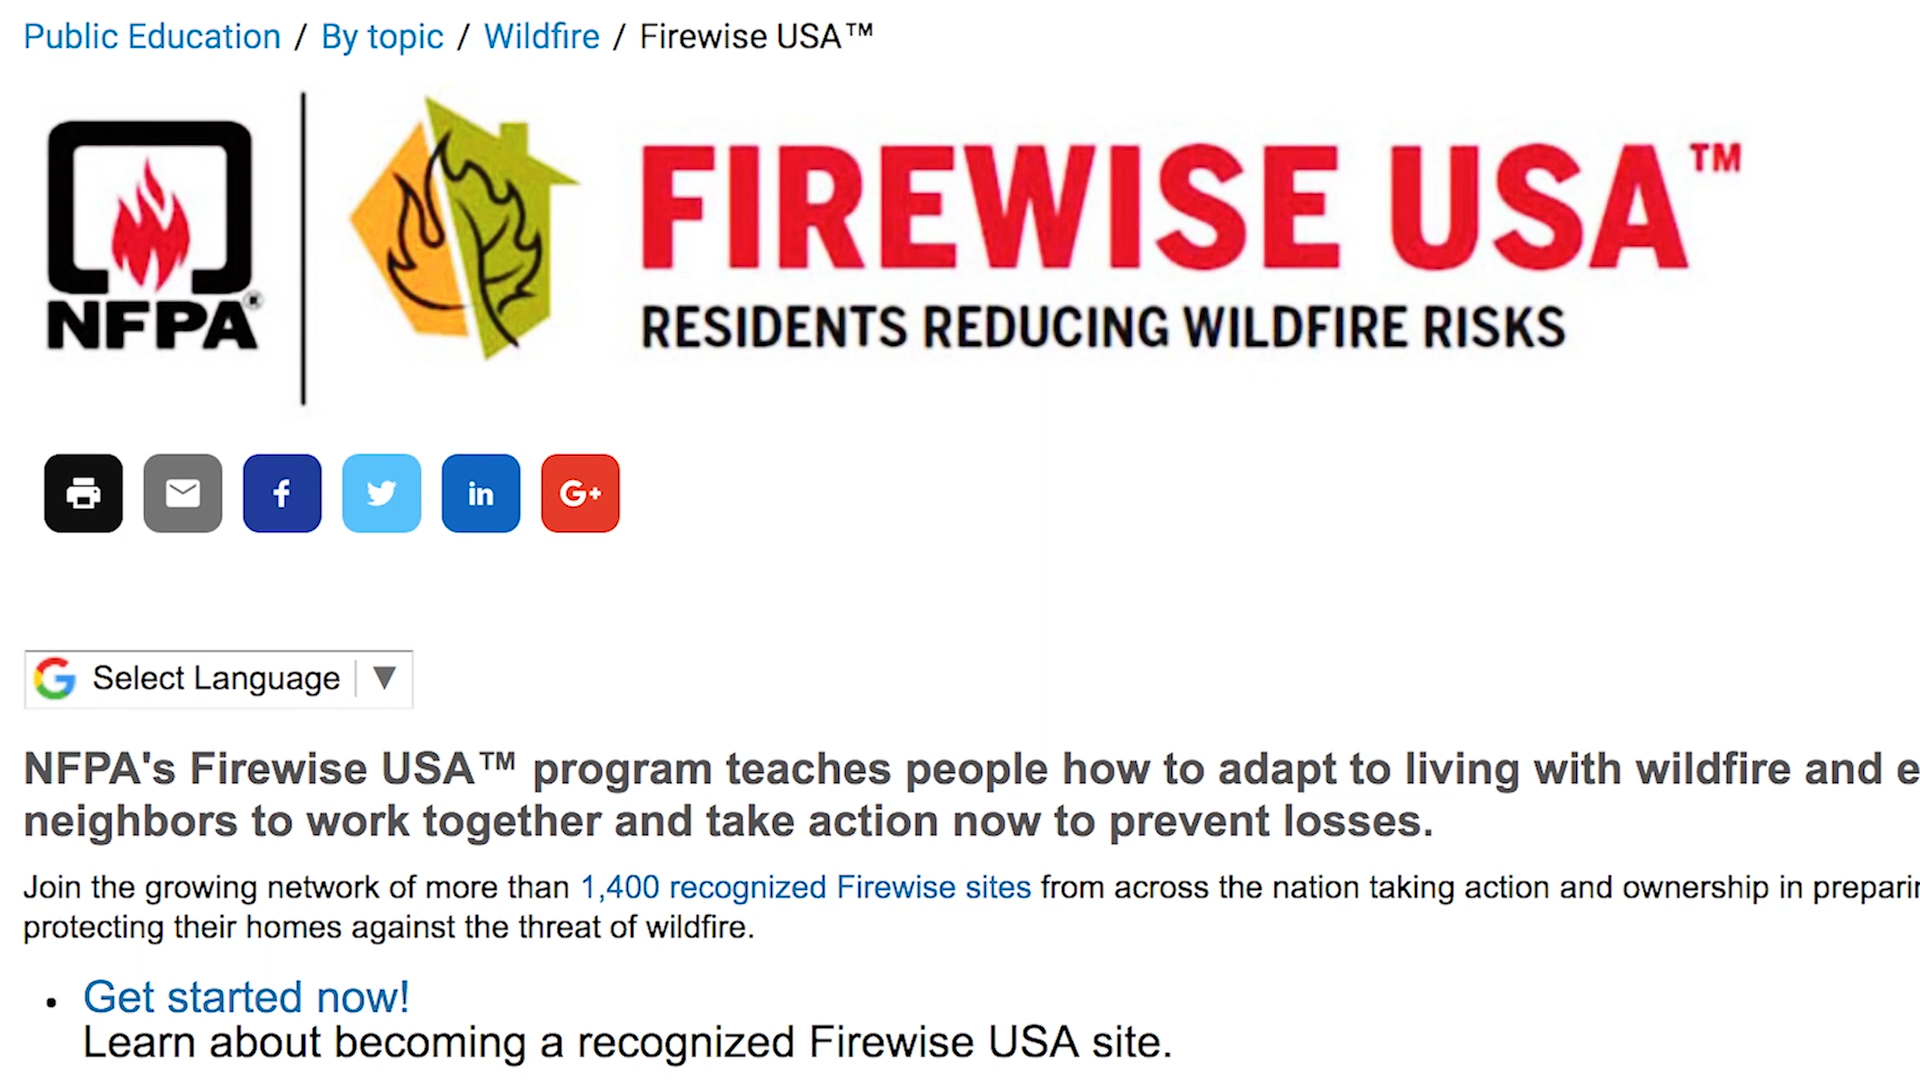 Public Education / By topic / Wildfire / Firewise USA™
NFPA®
FIREWISE USA™
RESIDENTS REDUCING WILDFIRE RISKS
f
in
G+
G Select Language ▼
NFPA's Firewise USA™ program teaches people how to adapt to living with wildfire and e
neighbors to work together and take action now to prevent losses.
Join the growing network of more than 1,400 recognized Firewise sites from across the nation taking action and ownership in
protecting their homes against the threat of wildfire.
• Get started now!
Learn about becoming a recognized Firewise USA site.